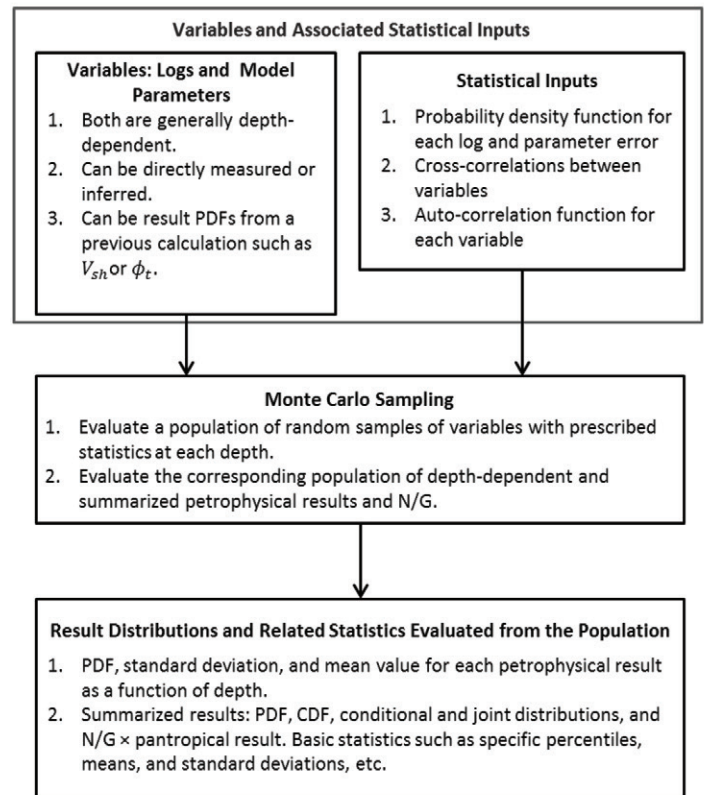 Variables and Associated Statistical Inputs
Variables: Logs and Model
Parameters
1. Both are generally depth-
dependent.
2. Can be directly measured or
inferred.
3. Can be result PDFs from a
previous calculation such as
V_{sh} or ϕ_t.
Statistical Inputs
1. Probability density function for
each log and parameter error
2. Cross-correlations between
variables
3. Auto-correlation function for
each variable
Monte Carlo Sampling
1. Evaluate a population of random samples of variables with prescribed
statistics at each depth.
2. Evaluate the corresponding population of depth-dependent and
summarized petrophysical results and N/G.
Result Distributions and Related Statistics Evaluated from the Population
1. PDF, standard deviation, and mean value for each petrophysical result
as a function of depth.
2. Summarized results: PDF, CDF, conditional and joint distributions, and
N/G × pantropical result. Basic statistics such as specific percentiles,
means, and standard deviations, etc.